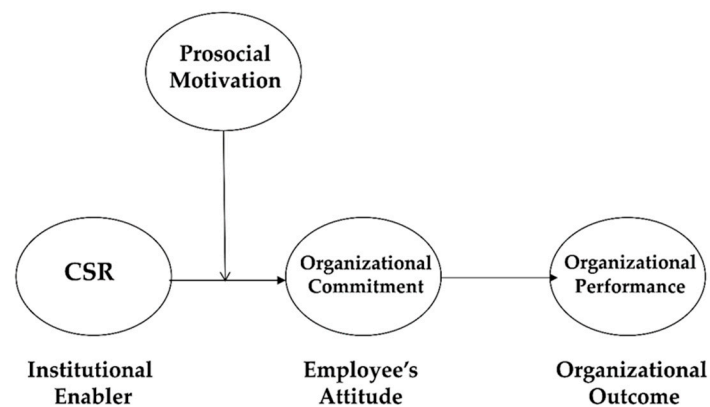 Prosocial
Motivation
CSR
Organizational
Commitment
Organizational
Performance
Institutional
Enabler
Employee's
Attitude
Organizational
Outcome